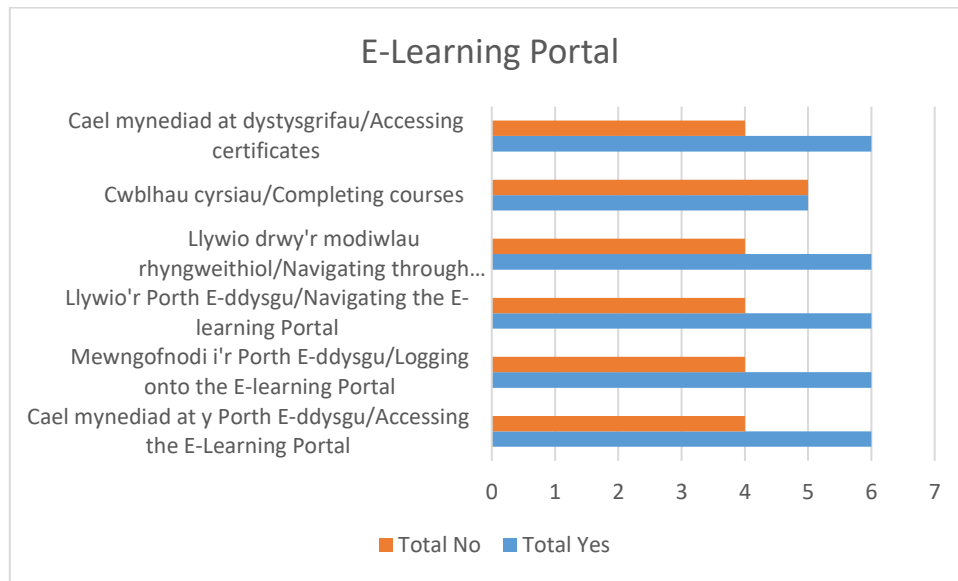 E-Learning Portal
Cael mynediad at dystysgrifau/Accessing
certificates
Cwblhau cyrsiau/Completing courses
Llywio drwy'r modiwlau
rhyngweithiol/Navigating through...
Llywio'r Porth E-ddysgu/Navigating the E-
learning Portal
Mewngofnodi i'r Porth E-ddysgu/Logging
onto the E-learning Portal
Cael mynediad at y Porth E-ddysgu/Accessing
the E-Learning Portal
0 1 2 3 4 5 6 7
Total No Total Yes